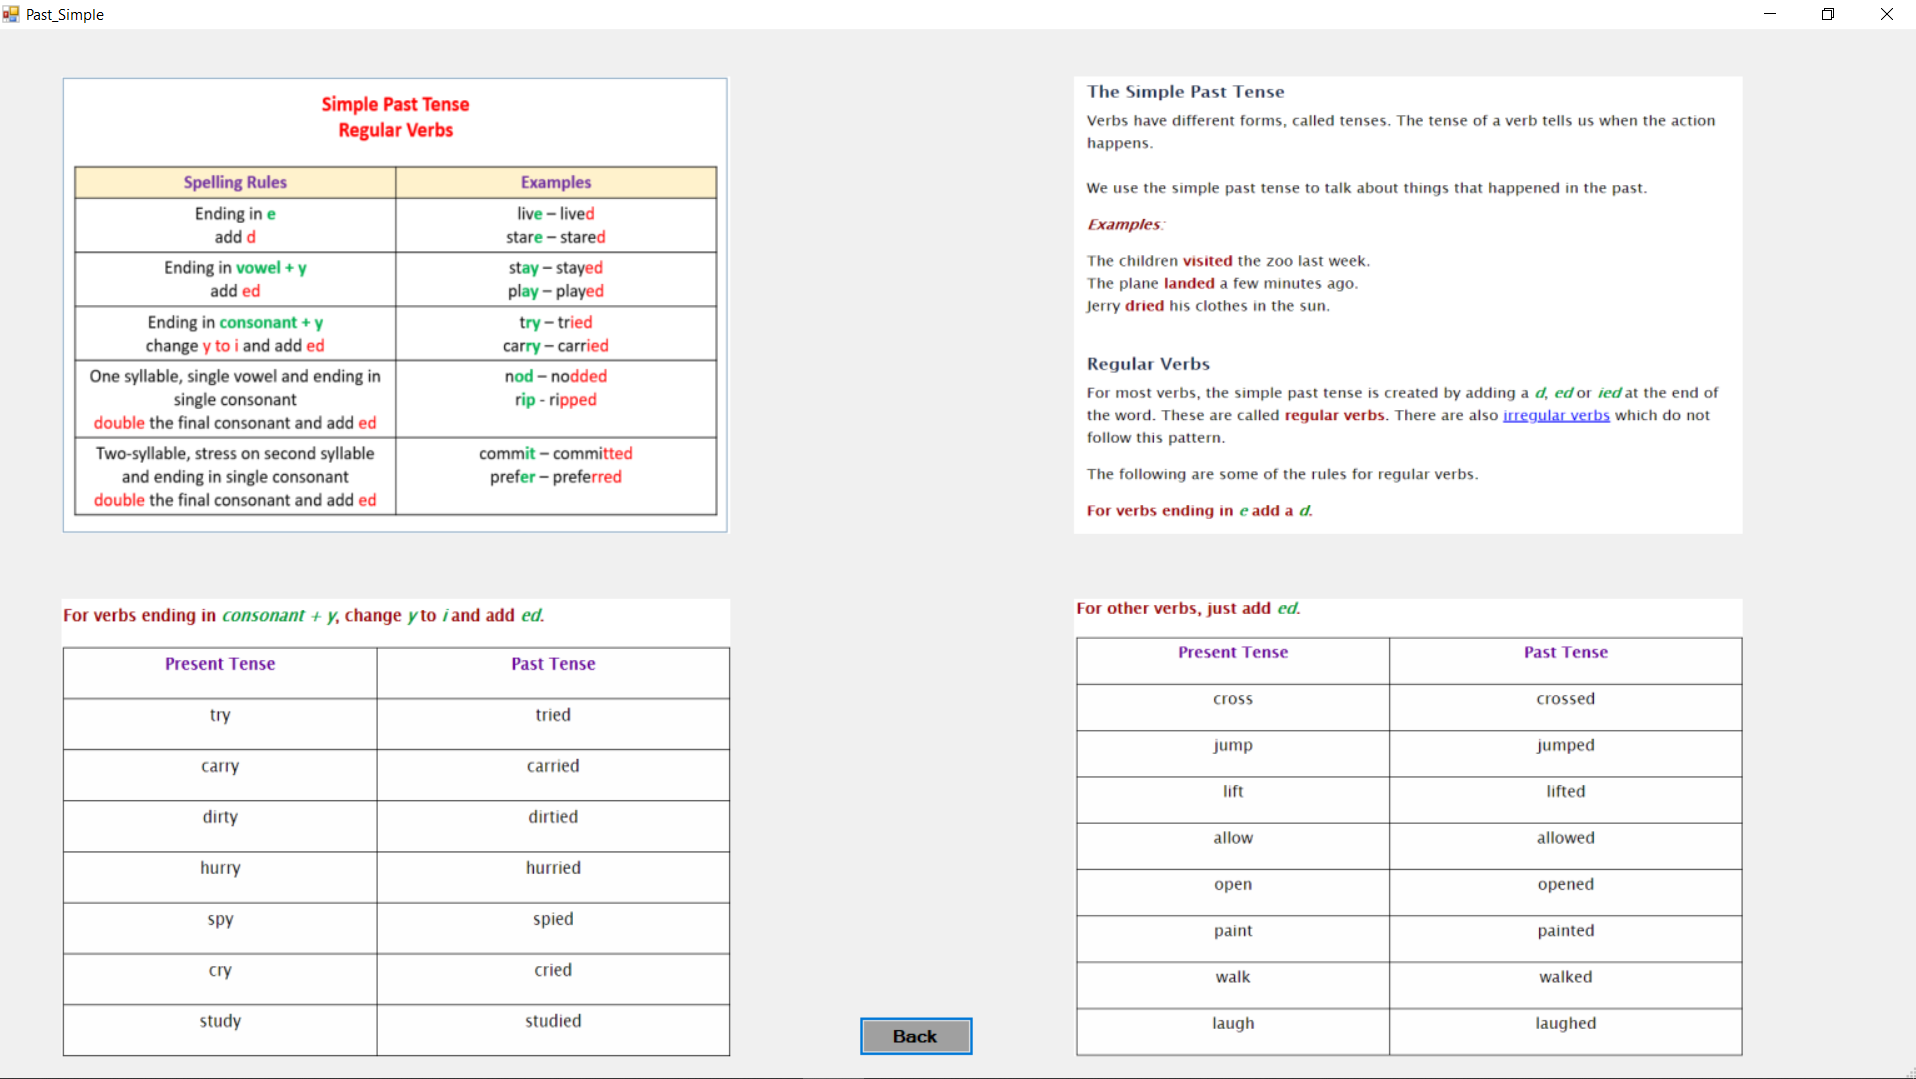 Past_Simple
Simple Past Tense
Regular Verbs
Spelling Rules Examples
Ending in e live – lived
add d stare – stared
Ending in vowel + y stay – stayed
add ed play – played
Ending in consonant + y try – tried
change y to i and add ed carry – carried
One syllable, single vowel and ending in nod – nodded
single consonant rip - ripped
double the final consonant and add ed
Two-syllable, stress on second syllable commit – committed
and ending in single consonant prefer – preferred
double the final consonant and add ed
The Simple Past Tense
Verbs have different forms, called tenses. The tense of a verb tells us when the action
happens.
We use the simple past tense to talk about things that happened in the past.
Examples:
The children visited the zoo last week.
The plane landed a few minutes ago.
Jerry dried his clothes in the sun.
Regular Verbs
For most verbs, the simple past tense is created by adding a d, ed or ied at the end of
the word. These are called regular verbs. There are also irregular verbs which do not
follow this pattern.
The following are some of the rules for regular verbs.
For verbs ending in e add a d.
For verbs ending in consonant + y, change y to i and add ed.
Present Tense Past Tense
try tried
carry carried
dirty dirtied
hurry hurried
spy spied
cry cried
study studied
For other verbs, just add ed.
Present Tense Past Tense
cross crossed
jump jumped
lift lifted
allow allowed
open opened
paint painted
walk walked
laugh laughed
Back